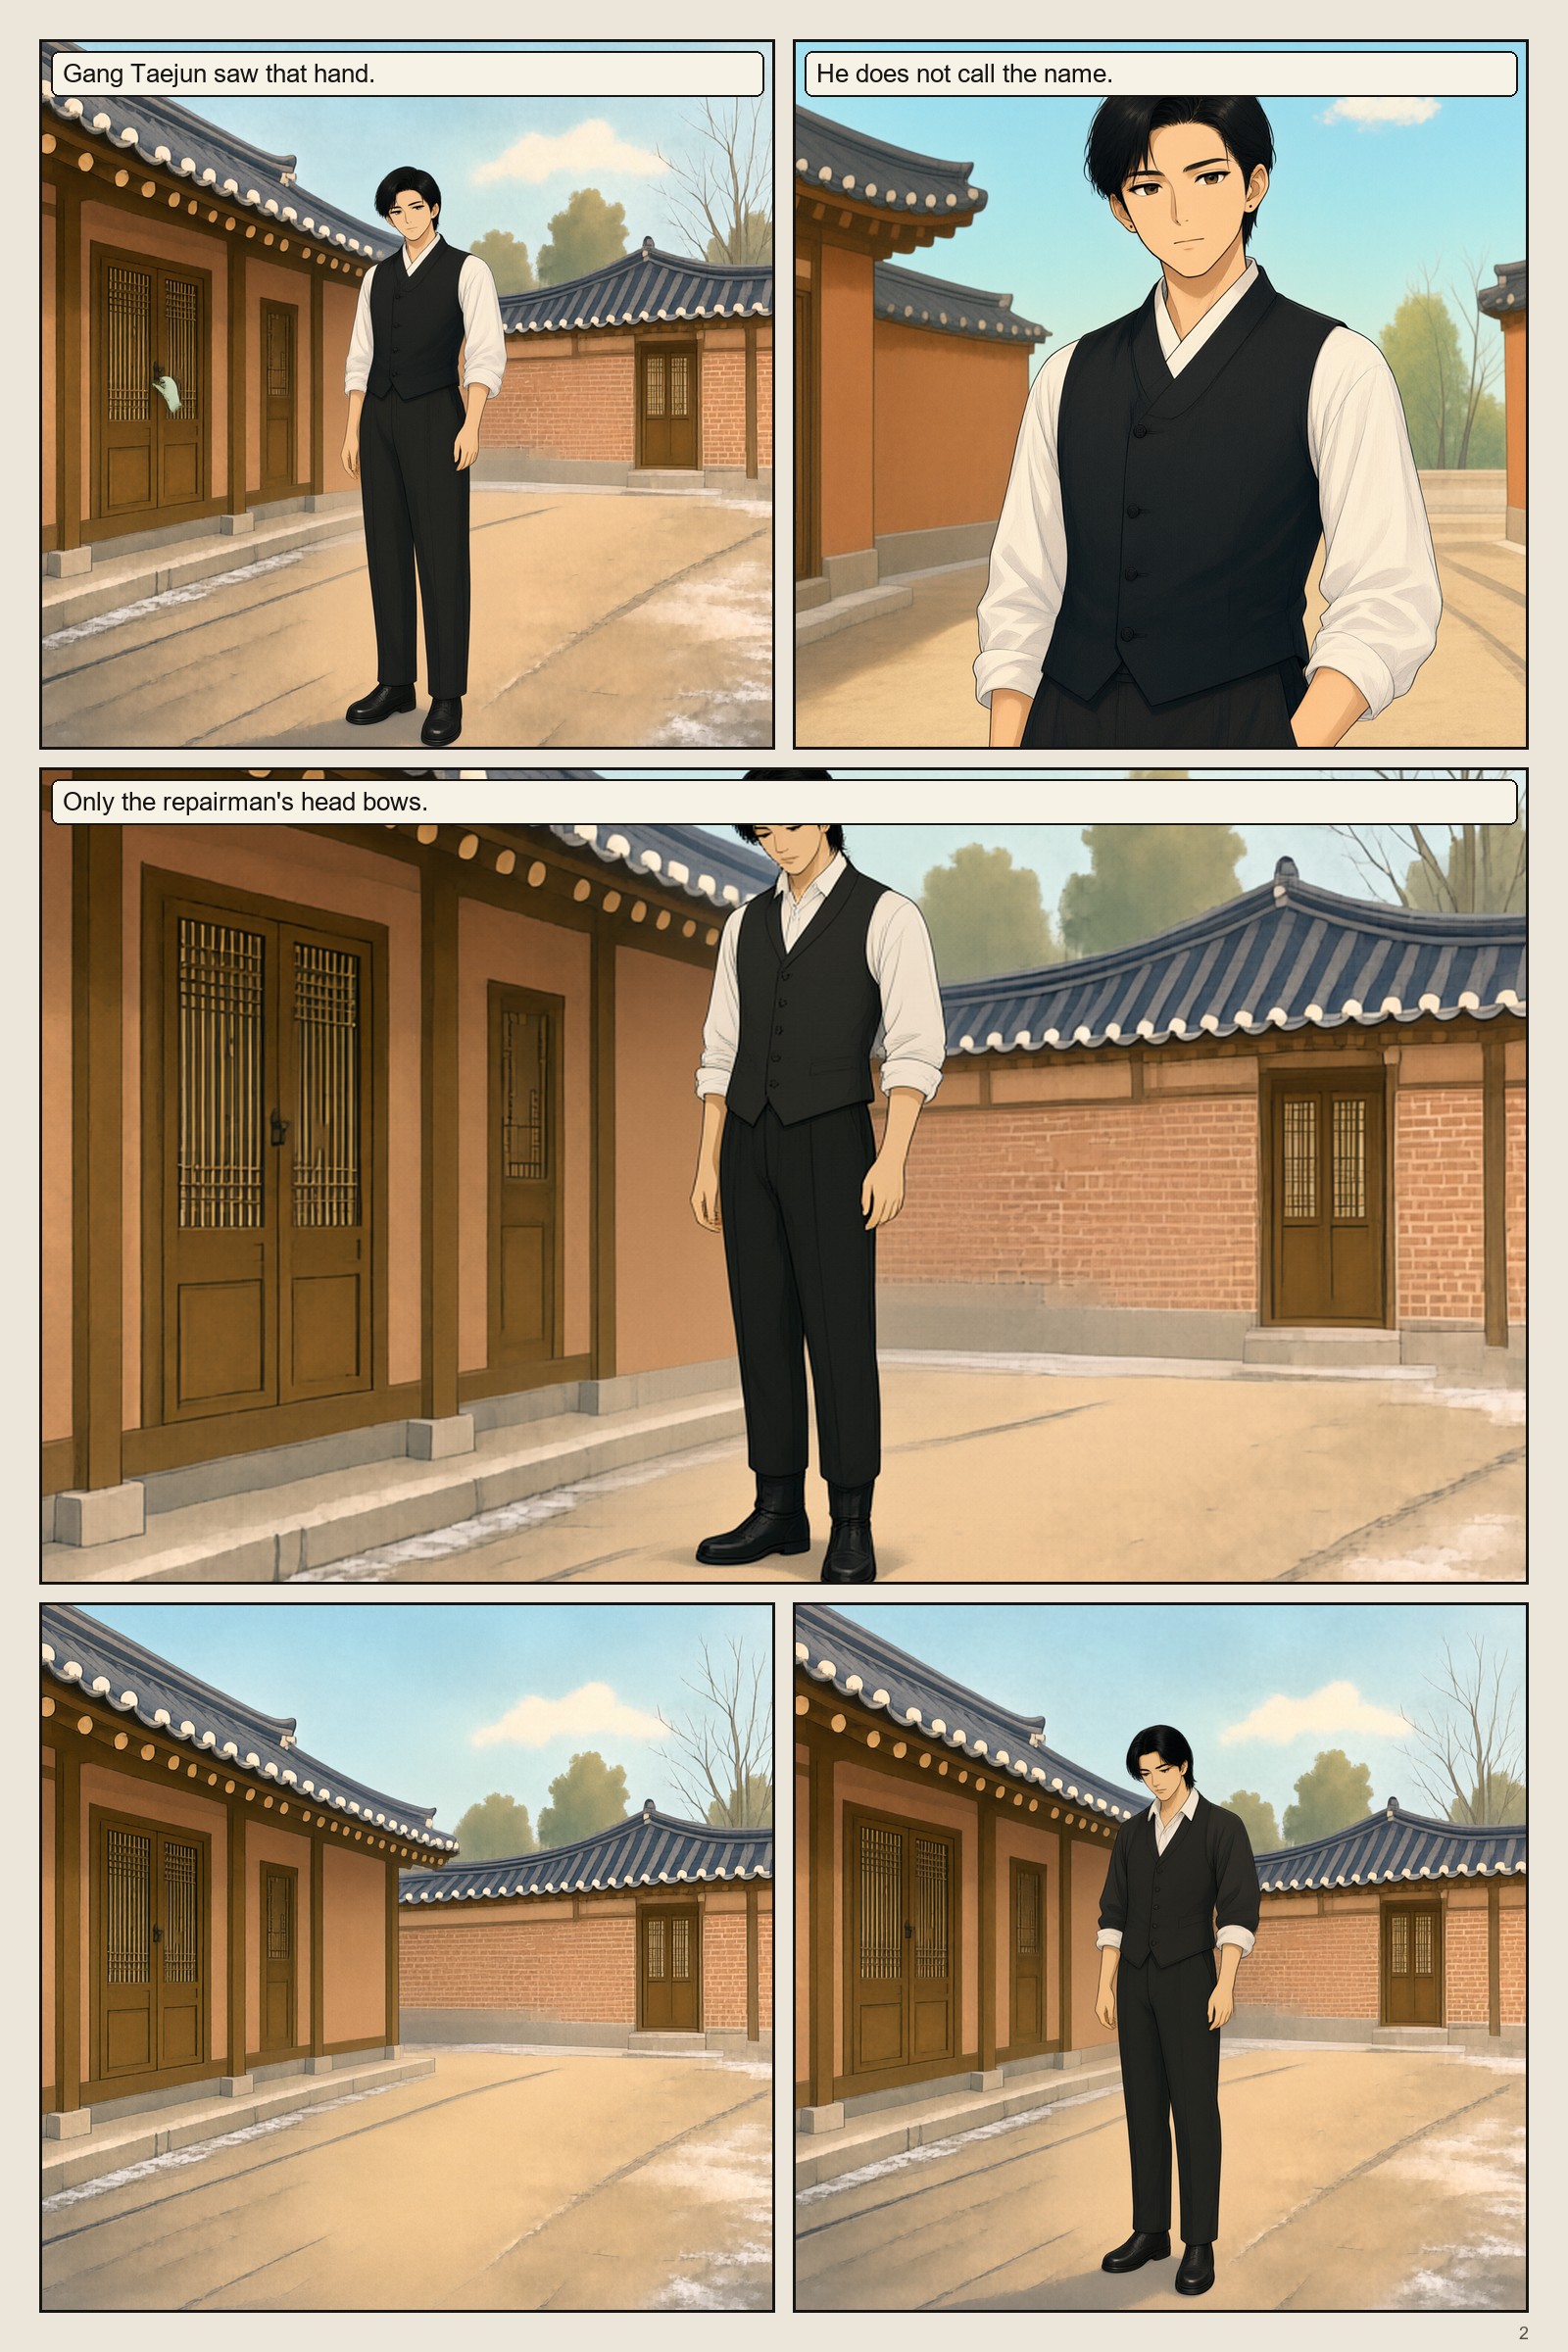 Gang Taejun saw that hand.
He does not call the name.
Only the repairman's head bows.
2